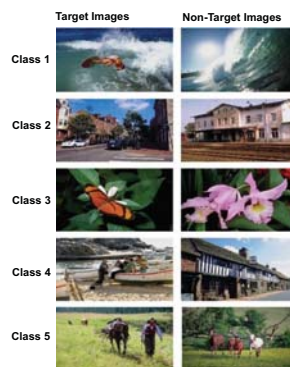 Target Images Non-Target Images
Class 1
Class 2
Class 3
Class 4
Class 5